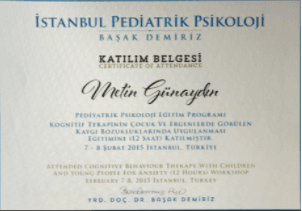 İSTANBUL PEDİATRİK PSİKOLOJİ
BAŞAK DEMİRİZ
KATILIM BELGESİ
CERTIFICATE OF ATTENDANCE
Metin Günaydın
PEDİYATRİK PSİKOLOJİ EĞİTİM PROGRAMI
KOGNİTİF TERAPİNİN ÇOCUK VE ERGENLERDE GÖRÜLEN
KAYGI BOZUKLUKLARINDA UYGULANMASI
EĞİTİMİNE (12 SAAT) KATILMIŞTIR.
7 - 8 ŞUBAT 2015 İSTANBUL, TÜRKİYE
ATTENDED COGNITIVE BEHAVIOUR THERAPY WITH CHILDREN
AND YOUNG PEOPLE FOR ANXIETY (12 HOURS) WORKSHOP
FEBRUARY 7-8, 2015 ISTANBUL, TURKEY
YRD. DOÇ. DR. BAŞAK DEMİRİZ